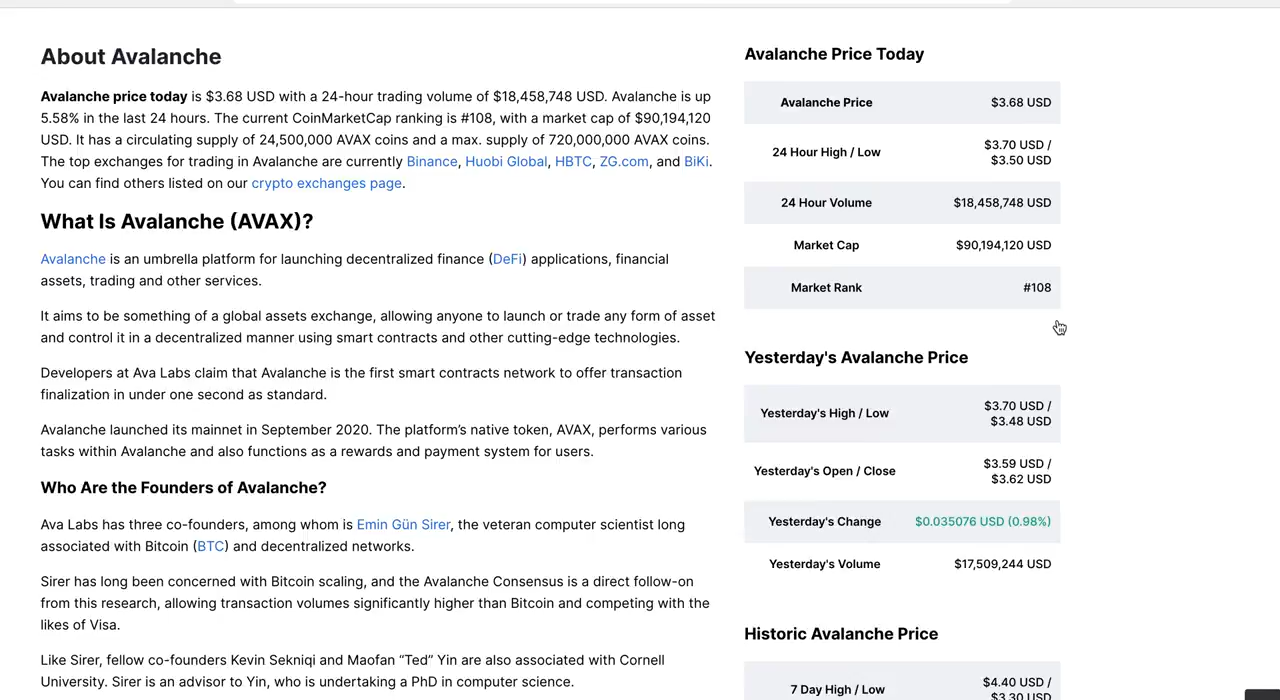 About Avalanche
Avalanche price today is $3.68 USD with a 24-hour trading volume of $18,458,748 USD. Avalanche is up
5.58% in the last 24 hours. The current CoinMarketCap ranking is #108, with a market cap of $90,194,120
USD. It has a circulating supply of 24,500,000 AVAX coins and a max. supply of 720,000,000 AVAX coins.
The top exchanges for trading in Avalanche are currently Binance, Huobi Global, HBTC, ZG.com, and BiKi.
You can find others listed on our crypto exchanges page.
What Is Avalanche (AVAX)?
Avalanche is an umbrella platform for launching decentralized finance (DeFi) applications, financial
assets, trading and other services.
It aims to be something of a global assets exchange, allowing anyone to launch or trade any form of asset
and control it in a decentralized manner using smart contracts and other cutting-edge technologies.
Developers at Ava Labs claim that Avalanche is the first smart contracts network to offer transaction
finalization in under one second as standard.
Avalanche launched its mainnet in September 2020. The platform’s native token, AVAX, performs various
tasks within Avalanche and also functions as a rewards and payment system for users.
Who Are the Founders of Avalanche?
Ava Labs has three co-founders, among whom is Emin Gün Sirer, the veteran computer scientist long
associated with Bitcoin (BTC) and decentralized networks.
Sirer has long been concerned with Bitcoin scaling, and the Avalanche Consensus is a direct follow-on
from this research, allowing transaction volumes significantly higher than Bitcoin and competing with the
likes of Visa.
Like Sirer, fellow co-founders Kevin Sekniqi and Maofan “Ted” Yin are also associated with Cornell
University. Sirer is an advisor to Yin, who is undertaking a PhD in computer science.
Avalanche Price Today
Avalanche Price $3.68 USD
24 Hour High / Low $3.70 USD /
$3.50 USD
24 Hour Volume $18,458,748 USD
Market Cap $90,194,120 USD
Market Rank #108
Yesterday's Avalanche Price
Yesterday's High / Low $3.70 USD /
$3.48 USD
Yesterday's Open / Close $3.59 USD /
$3.62 USD
Yesterday's Change $0.035076 USD (0.98%)
Yesterday's Volume $17,509,244 USD
Historic Avalanche Price
7 Day High / Low $4.40 USD /
$3.30 USD